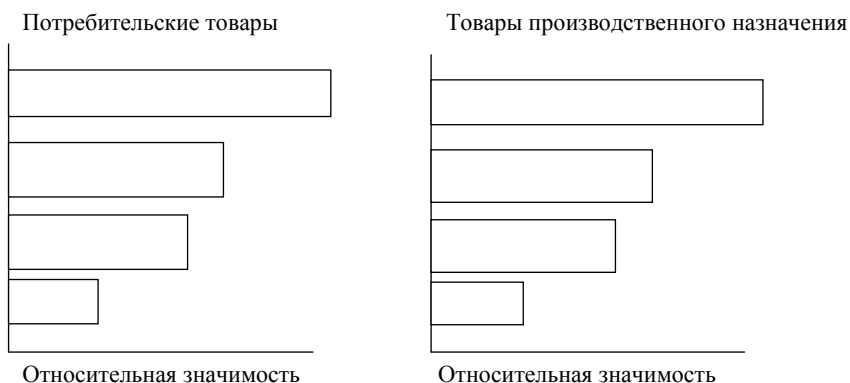 Потребительские товары
Товары производственного назначения
Относительная значимость
Относительная значимость